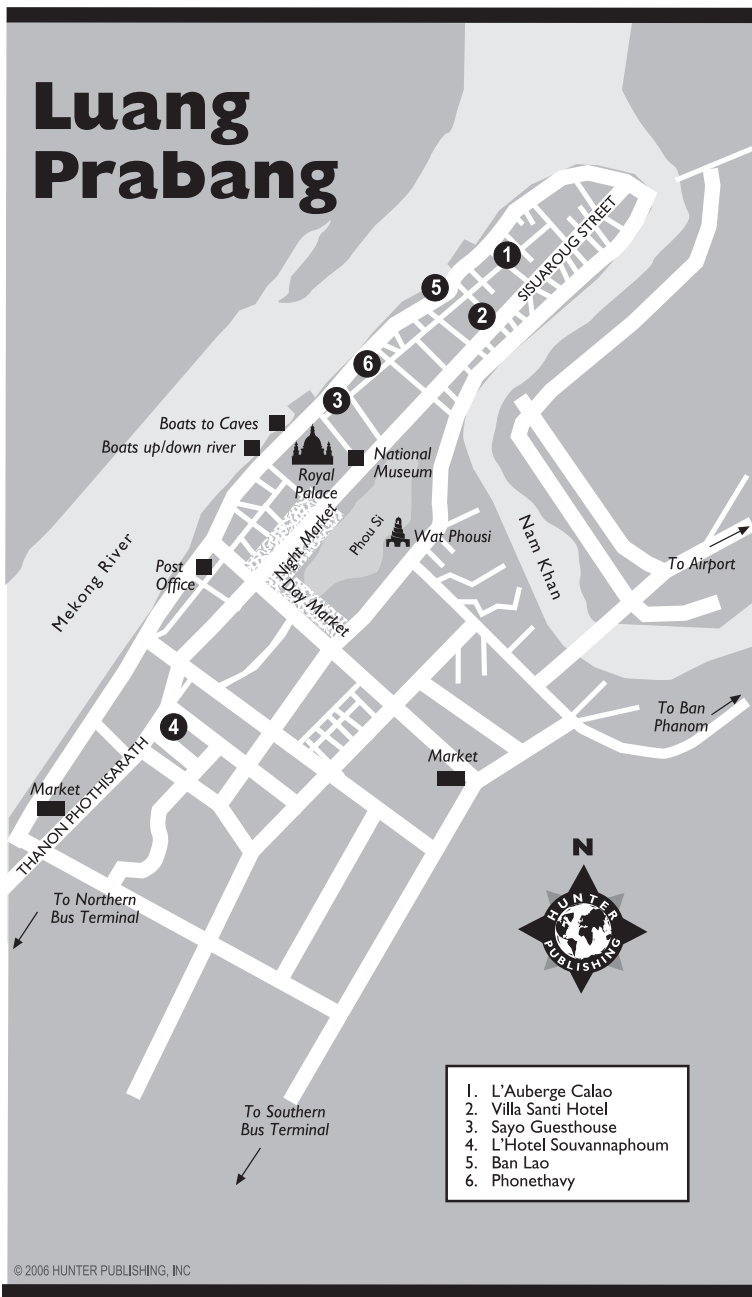 Luang
Prabang
SISUAROUG STREET
1
5
2
6
3
Boats to Caves
Boats up/down river
National
Museum
Royal
Palace
Night Market
Phou Si
Wat Phousi
Nam Khan
To Airport
Post
Office
Day Market
Mekong River
To Ban
Phanom
4
Market
Market
THANON PHOTHISARATH
N
HUNTER
PUBLISHING
To Northern
Bus Terminal
To Southern
Bus Terminal
1. L'Auberge Calao
2. Villa Santi Hotel
3. Sayo Guesthouse
4. L'Hotel Souvannaphoum
5. Ban Lao
6. Phonethavy
© 2006 HUNTER PUBLISHING, INC